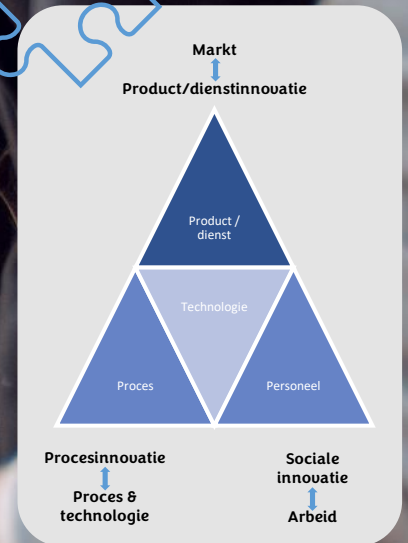 Markt
Product/dienstinnovatie
Product /
dienst
Technologie
Proces
Personeel
Procesinnovatie
Proces &
technologie
Sociale
innovatie
Arbeid